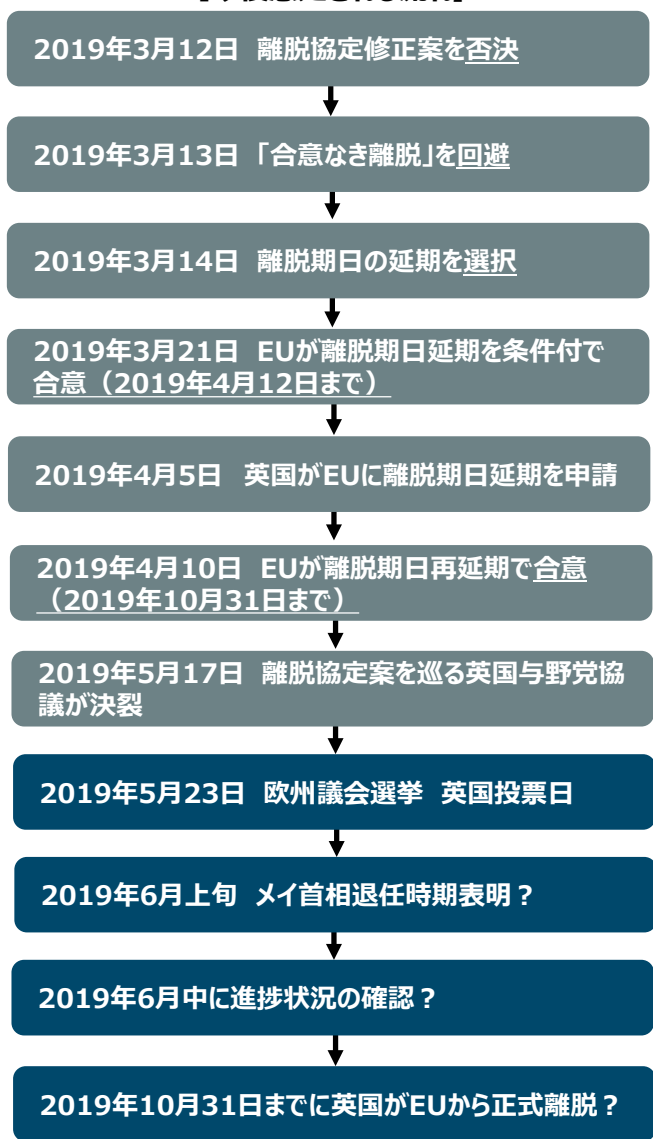 2019年3月12日 離脱協定修正案を否決
2019年3月13日 「合意なき離脱」を回避
2019年3月14日 離脱期日の延期を選択
2019年3月21日 EUが離脱期日延期を条件付で
合意（2019年4月12日まで）
2019年4月5日 英国がEUに離脱期日延期を申請
2019年4月10日 EUが離脱期日再延期で合意
（2019年10月31日まで）
2019年5月17日 離脱協定案を巡る英国与野党協
議が決裂
2019年5月23日 欧州議会選挙 英国投票日
2019年6月上旬 メイ首相退任時期表明？
2019年6月中に進捗状況の確認？
2019年10月31日までに英国がEUから正式離脱？